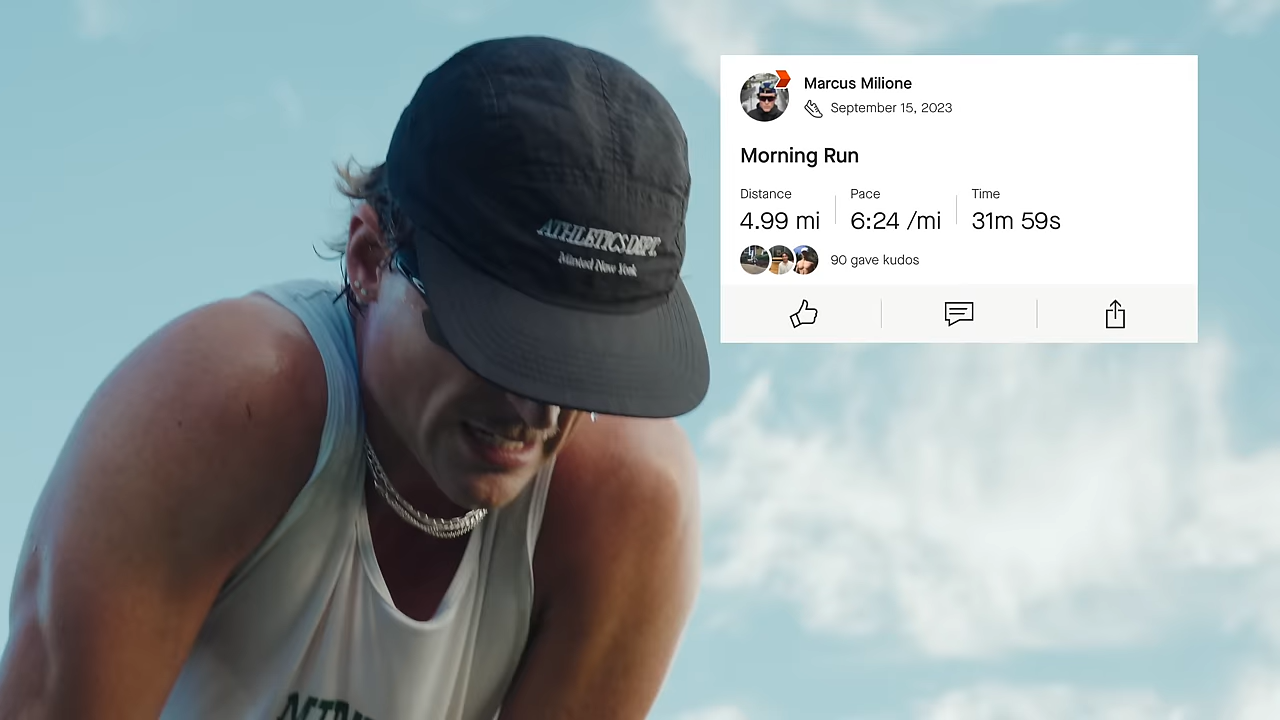 Marcus Milione
September 15, 2023
Morning Run
Distance
4.99 mi
Pace
6:24 /mi
Time
31m 59s
90 gave kudos
ATHLETICS DEPT.
Minted New York